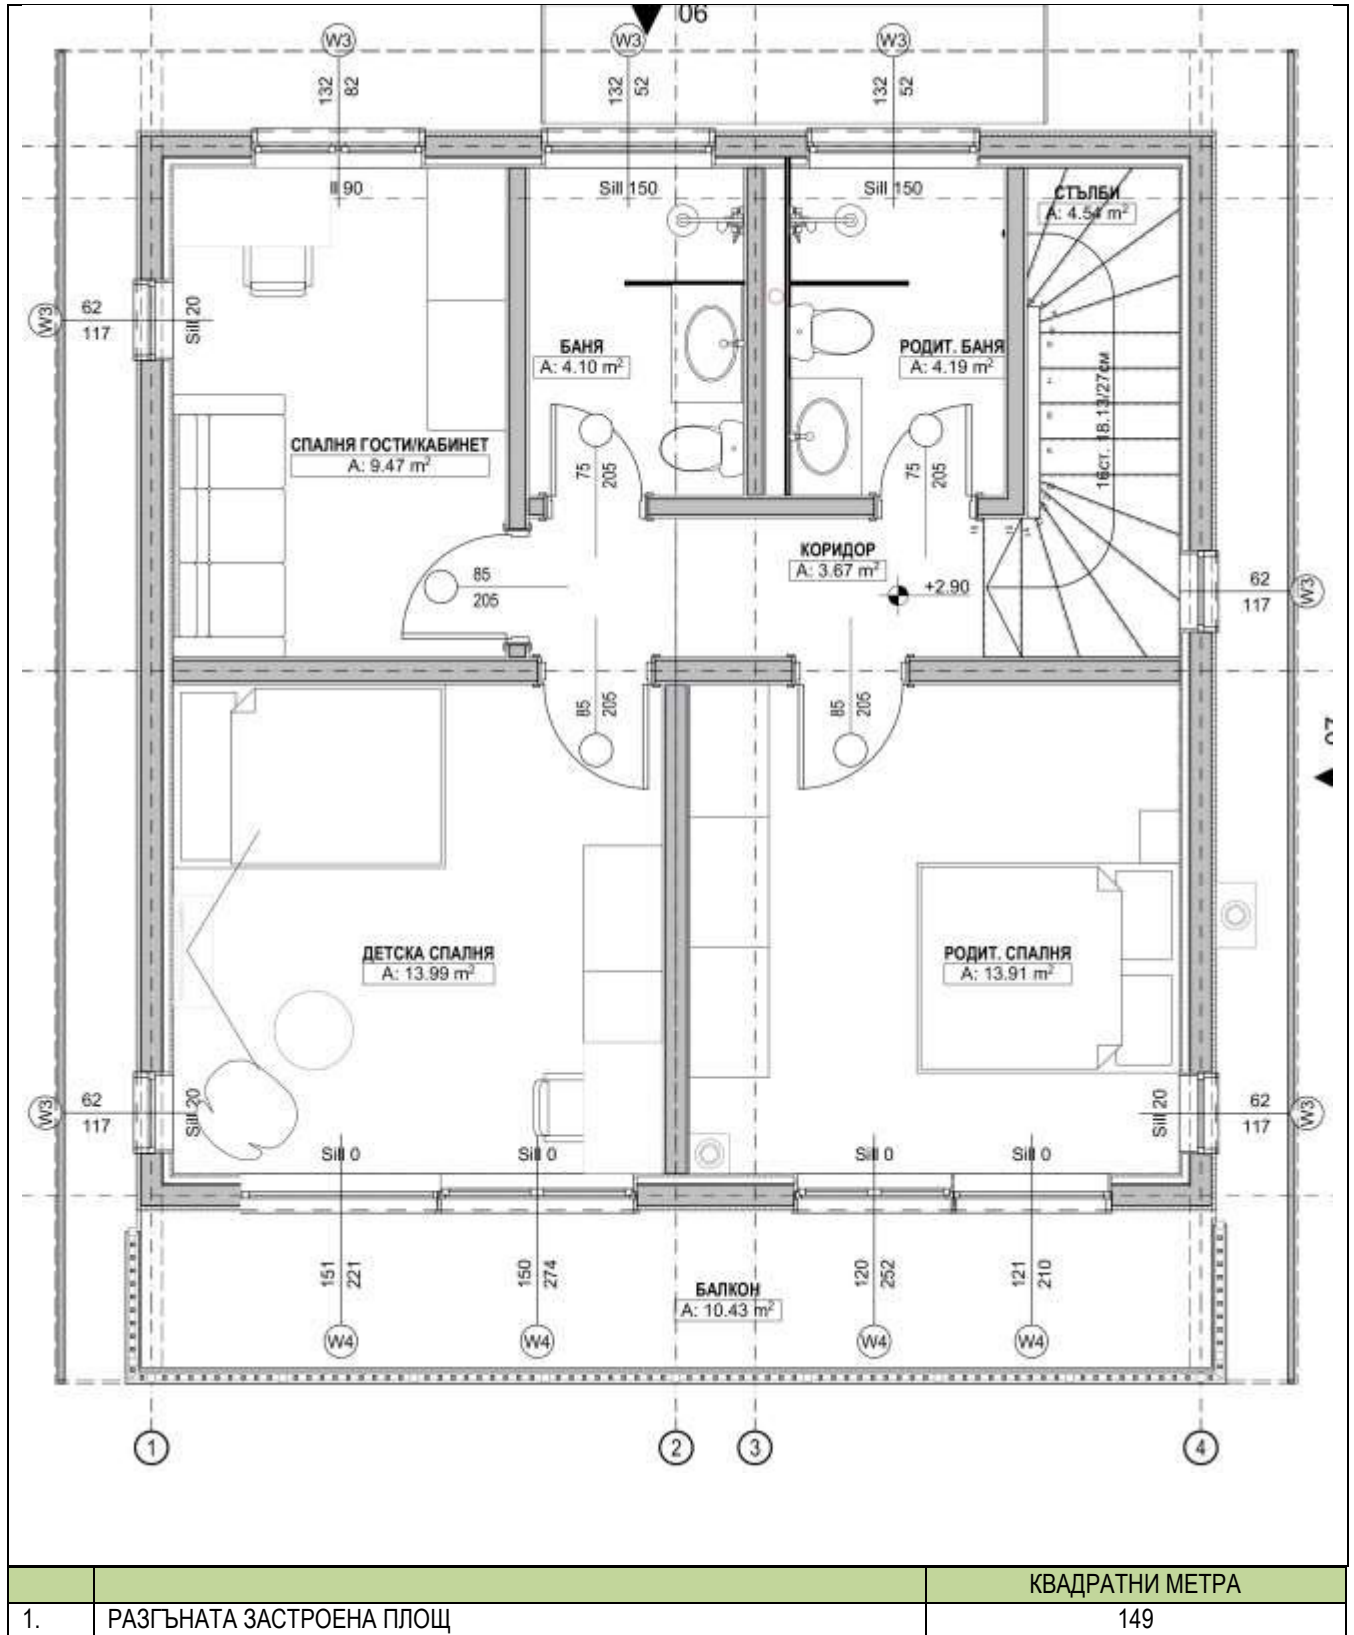 06
W3 W3 W3
132 82 132 52 132 52
ll 90 Sill 150 Sill 150
СТЪЛБИ
A: 4.54 m²
W3 62 117 Sill 20
БАНЯ
A: 4.10 m²
РОДИТ. БАНЯ
A: 4.19 m²
16ст. 18.13/27см
СПАЛНЯ ГОСТИ/КАБИНЕТ
A: 9.47 m²
75 205 75 205
КОРИДОР
A: 3.67 m²
85 205
+2.90
62 117 W3
85 205 85 205
07
ДЕТСКА СПАЛНЯ
A: 13.99 m²
РОДИТ. СПАЛНЯ
A: 13.91 m²
W3 62 117 Sill 20
Sill 20 62 117 W3
Sill 0 Sill 0 Sill 0 Sill 0
151 221 150 274 120 252 121 210
БАЛКОН
A: 10.43 m²
W4 W4 W4 W4
1 2 3 4
КВАДРАТНИ МЕТРА
1. РАЗГЪНАТА ЗАСТРОЕНА ПЛОЩ 149